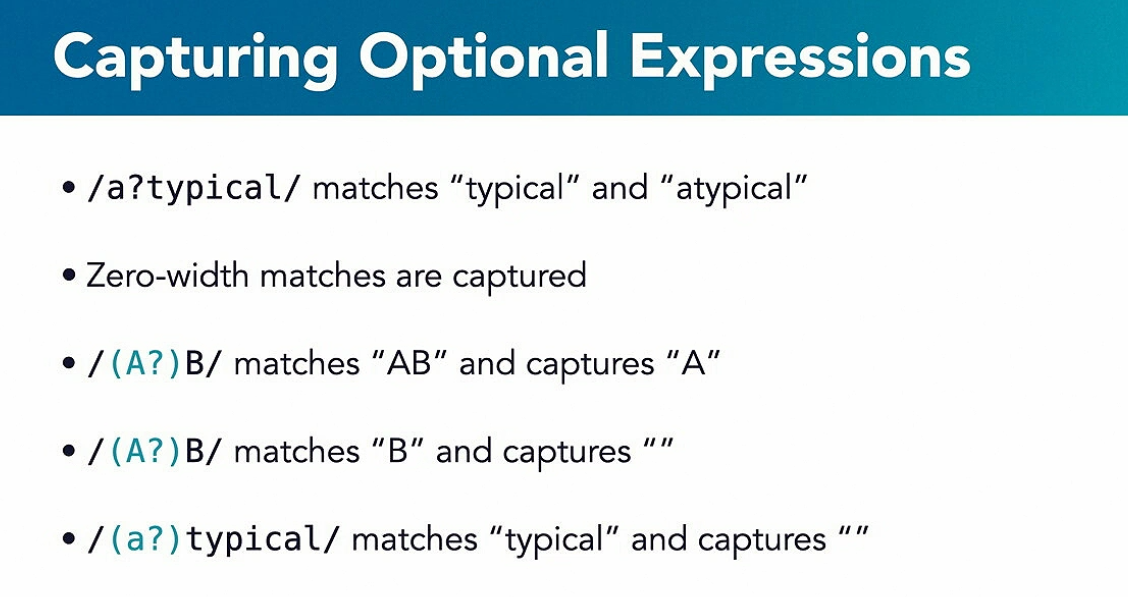 Capturing Optional Expressions
• /a?typical/ matches “typical” and “atypical”
• Zero-width matches are captured
• /(A?)B/ matches “AB” and captures “A”
• /(A?)B/ matches “B” and captures “”
• /(a?)typical/ matches “typical” and captures “”